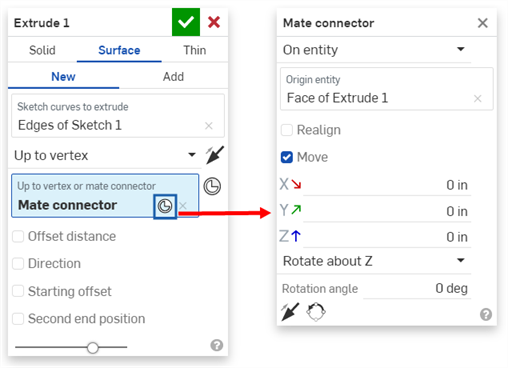 Extrude 1
Solid Surface Thin
New Add
Sketch curves to extrude
Edges of Sketch 1
Up to vertex
Up to vertex or mate connector
Mate connector
Offset distance
Direction
Starting offset
Second end position
Mate connector
On entity
Origin entity
Face of Extrude 1
Realign
Move
X 0 in
Y 0 in
Z 0 in
Rotate about Z
Rotation angle 0 deg